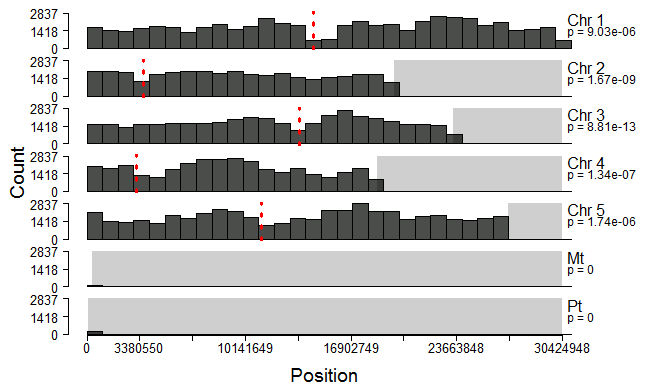 2837
1418
0
Chr 1
p = 9.03e-06
2837
1418
0
Chr 2
p = 1.67e-09
2837
1418
0
Chr 3
p = 8.81e-13
2837
1418
0
Chr 4
p = 1.34e-07
2837
1418
0
Chr 5
p = 1.74e-06
2837
1418
0
Mt
p = 0
2837
1418
0
Pt
p = 0
Count
0 3380550 10141649 16902749 23663848 30424948
Position